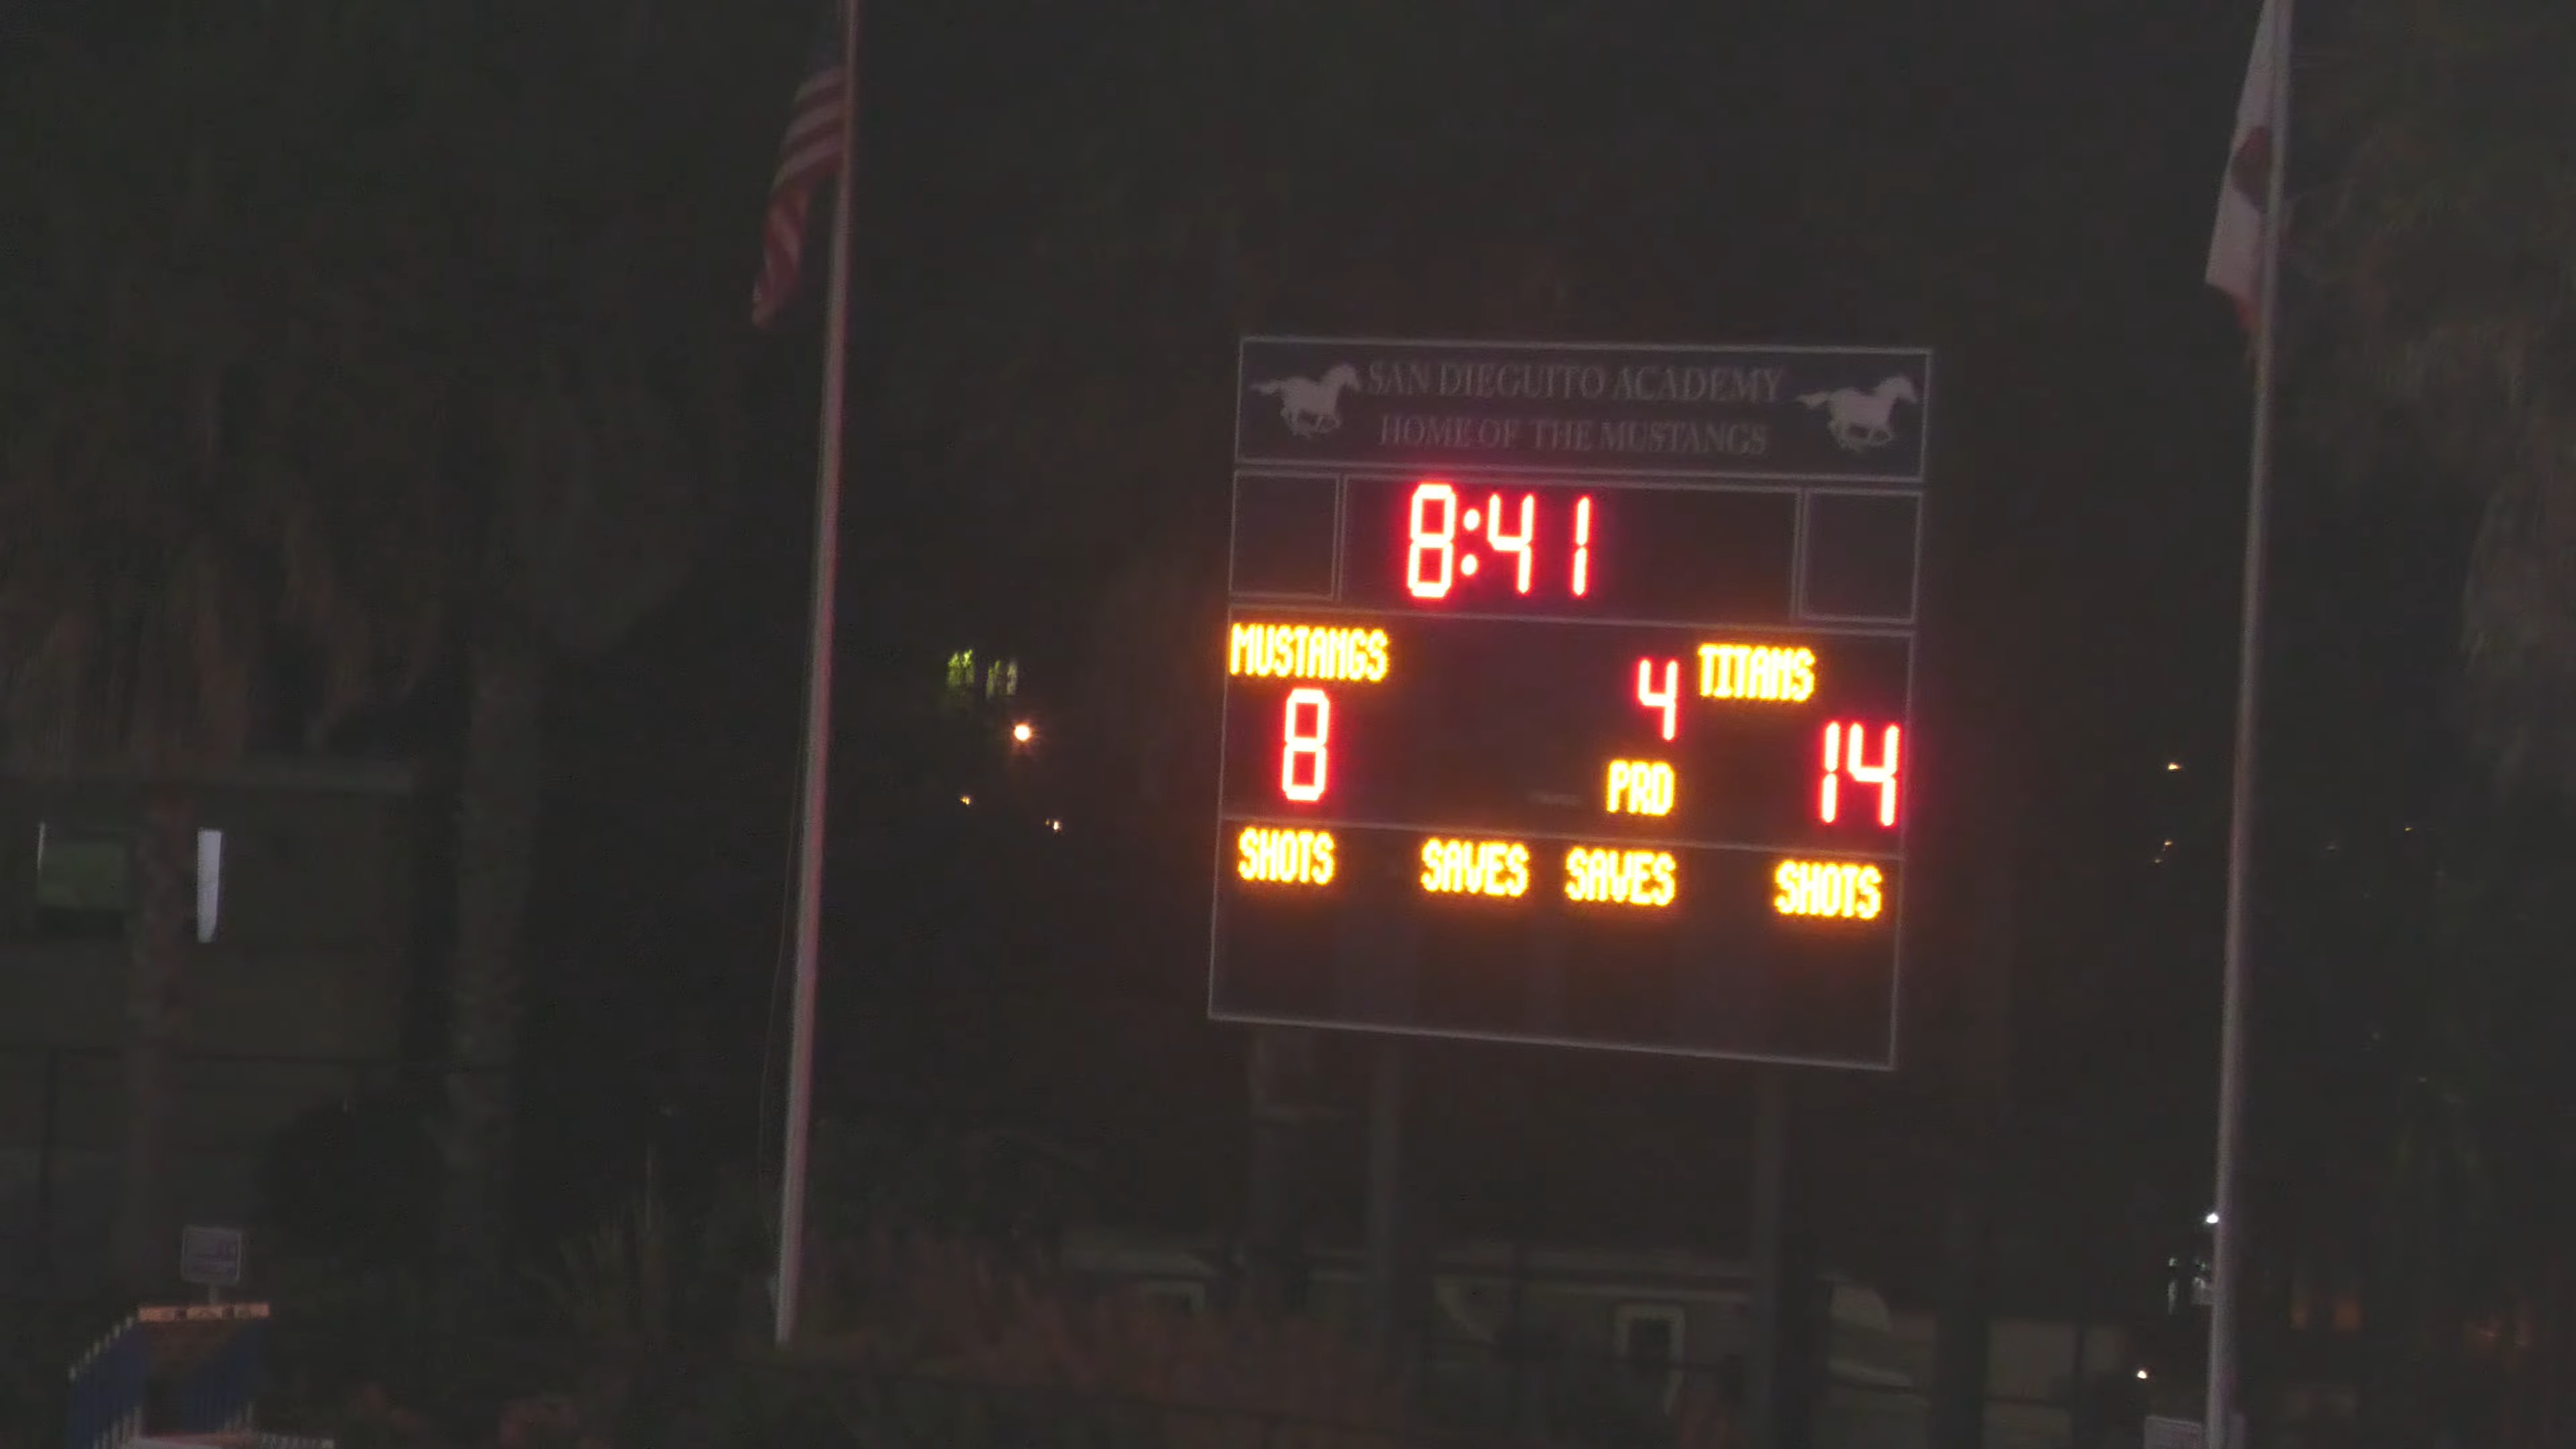 SAN DIEGUITO ACADEMY
HOME OF THE MUSTANGS
8:41
MUSTANGS 4 TITANS
8 PRD 14
SHOTS SAVES SAVES SHOTS